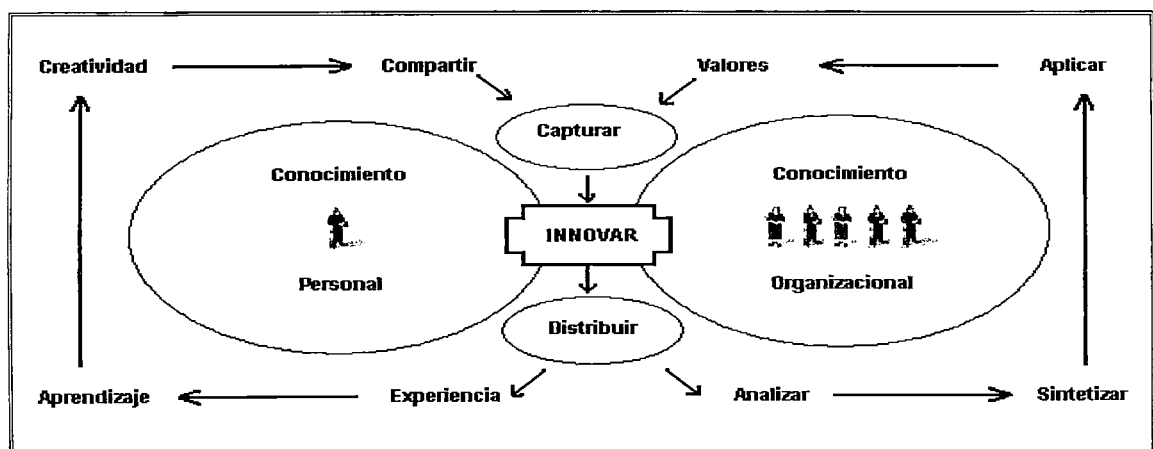 Creatividad
Compartir
Valores
Aplicar
Capturar
Conocimiento
Conocimiento
INNOVAR
Personal
Organizacional
Distribuir
Aprendizaje
Experiencia
Analizar
Sintetizar